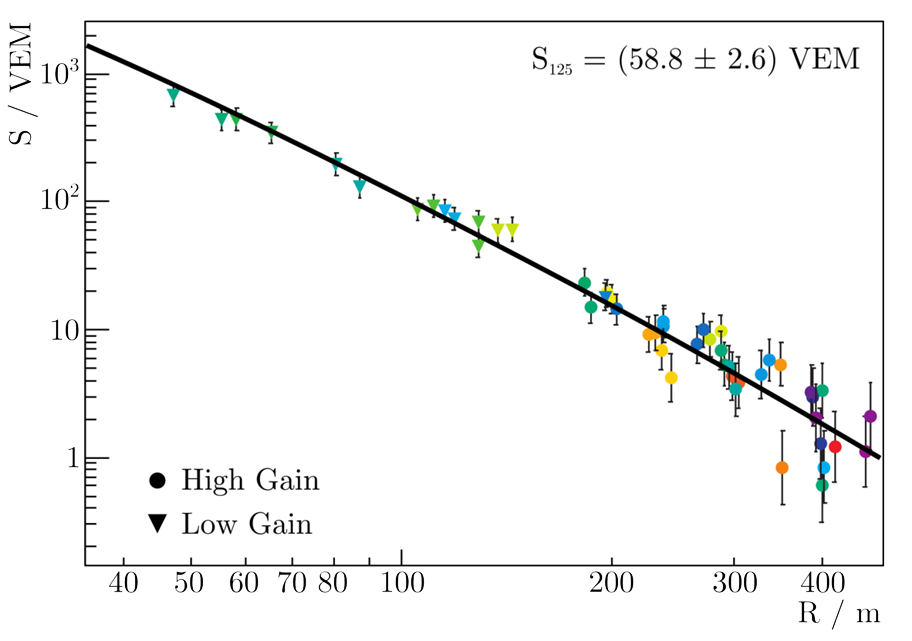 S / VEM
10³
10²
10
1
S₁₂₅ = (58.8 ± 2.6) VEM
High Gain
Low Gain
40 50 60 70 80 100 200 300 400
R / m